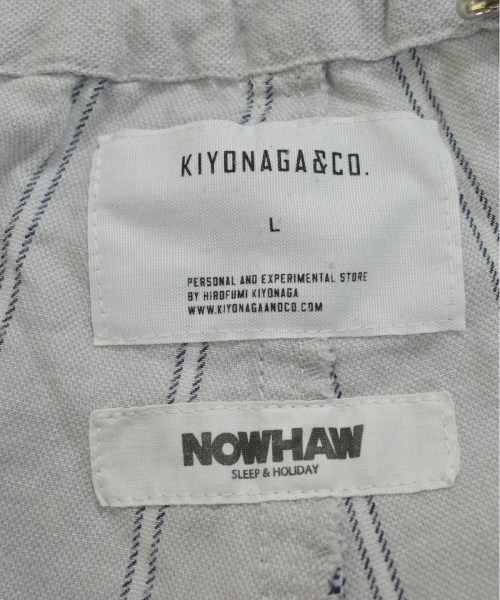 KIYONAGA&CO.
L
PERSONAL AND EXPERIMENTAL STORE
BY HIROFUMI KIYONAGA
WWW.KIYONAGAANDCO.COM
NOWHAW
SLEEP & HOLIDAY